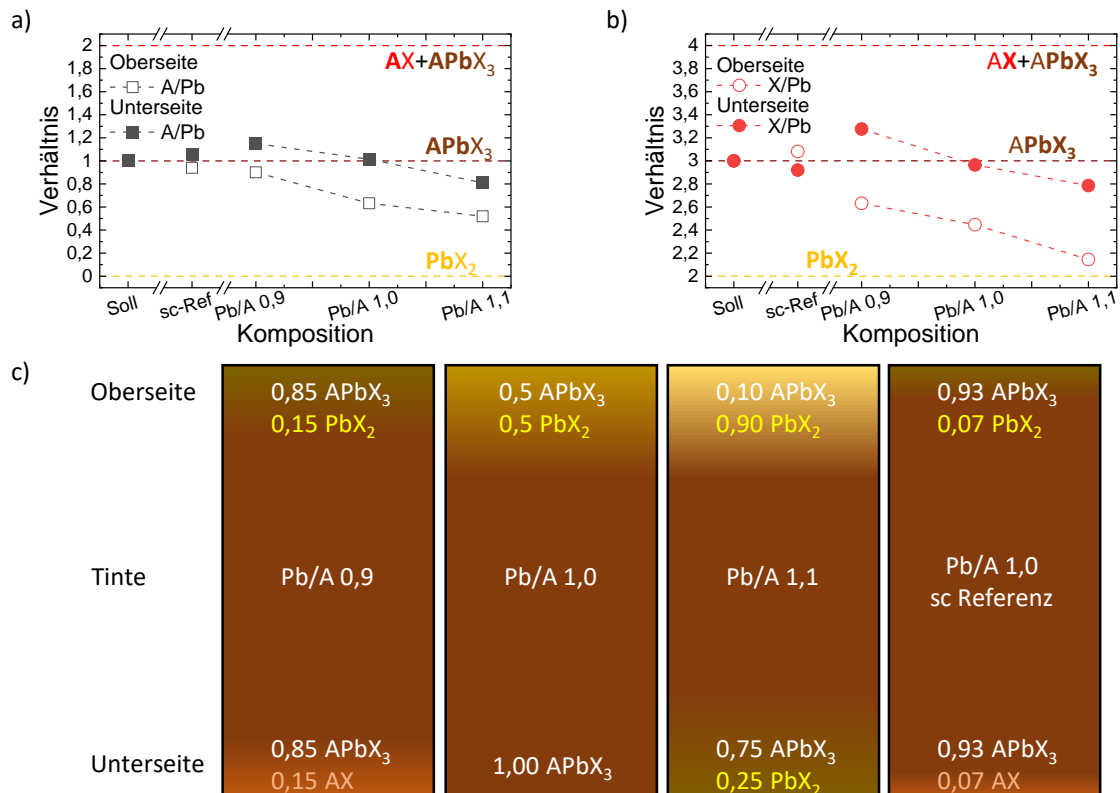 a)
2,0
1,8
1,6
1,4
1,2
1,0
0,8
0,6
0,4
0,2
0
Verhältnis
Oberseite
A/Pb
Unterseite
A/Pb
AX+APbX₃
APbX₃
PbX₂
Soll
sc-Ref
Pb/A 0,9
Pb/A 1,0
Pb/A 1,1
Komposition
b)
4,0
3,8
3,6
3,4
3,2
3,0
2,8
2,6
2,4
2,2
2,0
Verhältnis
Oberseite
X/Pb
Unterseite
X/Pb
AX+APbX₃
APbX₃
PbX₂
Soll
sc-Ref
Pb/A 0,9
Pb/A 1,0
Pb/A 1,1
Komposition
c)
Oberseite
0,85 APbX₃
0,15 PbX₂
0,5 APbX₃
0,5 PbX₂
0,10 APbX₃
0,90 PbX₂
0,93 APbX₃
0,07 PbX₂
Tinte
Pb/A 0,9
Pb/A 1,0
Pb/A 1,1
Pb/A 1,0
sc Referenz
Unterseite
0,85 APbX₃
0,15 AX
1,00 APbX₃
0,75 APbX₃
0,25 PbX₂
0,93 APbX₃
0,07 AX